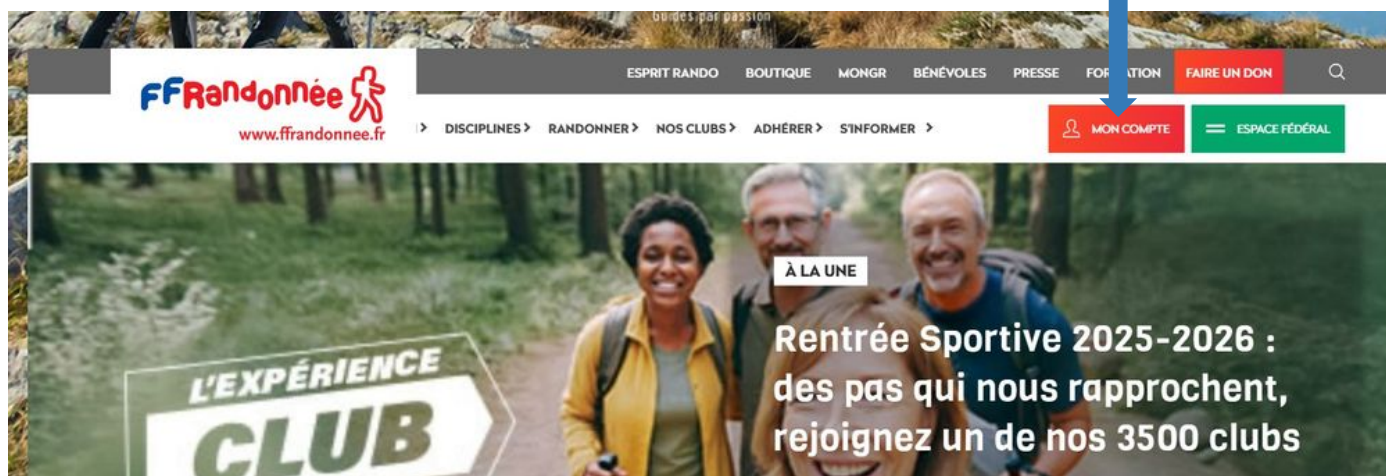 Guides par passion
ESPRIT RANDO BOUTIQUE MONGR BÉNÉVOLES PRESSE FAIRE UN DON
FFRandonnée
www.ffrandonnee.fr
DISCIPLINES > RANDONNER > NOS CLUBS > ADHÉRER > S'INFORMER >
MON COMPTE
ESPACE FÉDÉRAL
À LA UNE
Rentrée Sportive 2025-2026 :
des pas qui nous rapprochent,
rejoignez un de nos 3500 clubs
L'EXPÉRIENCE
CLUB